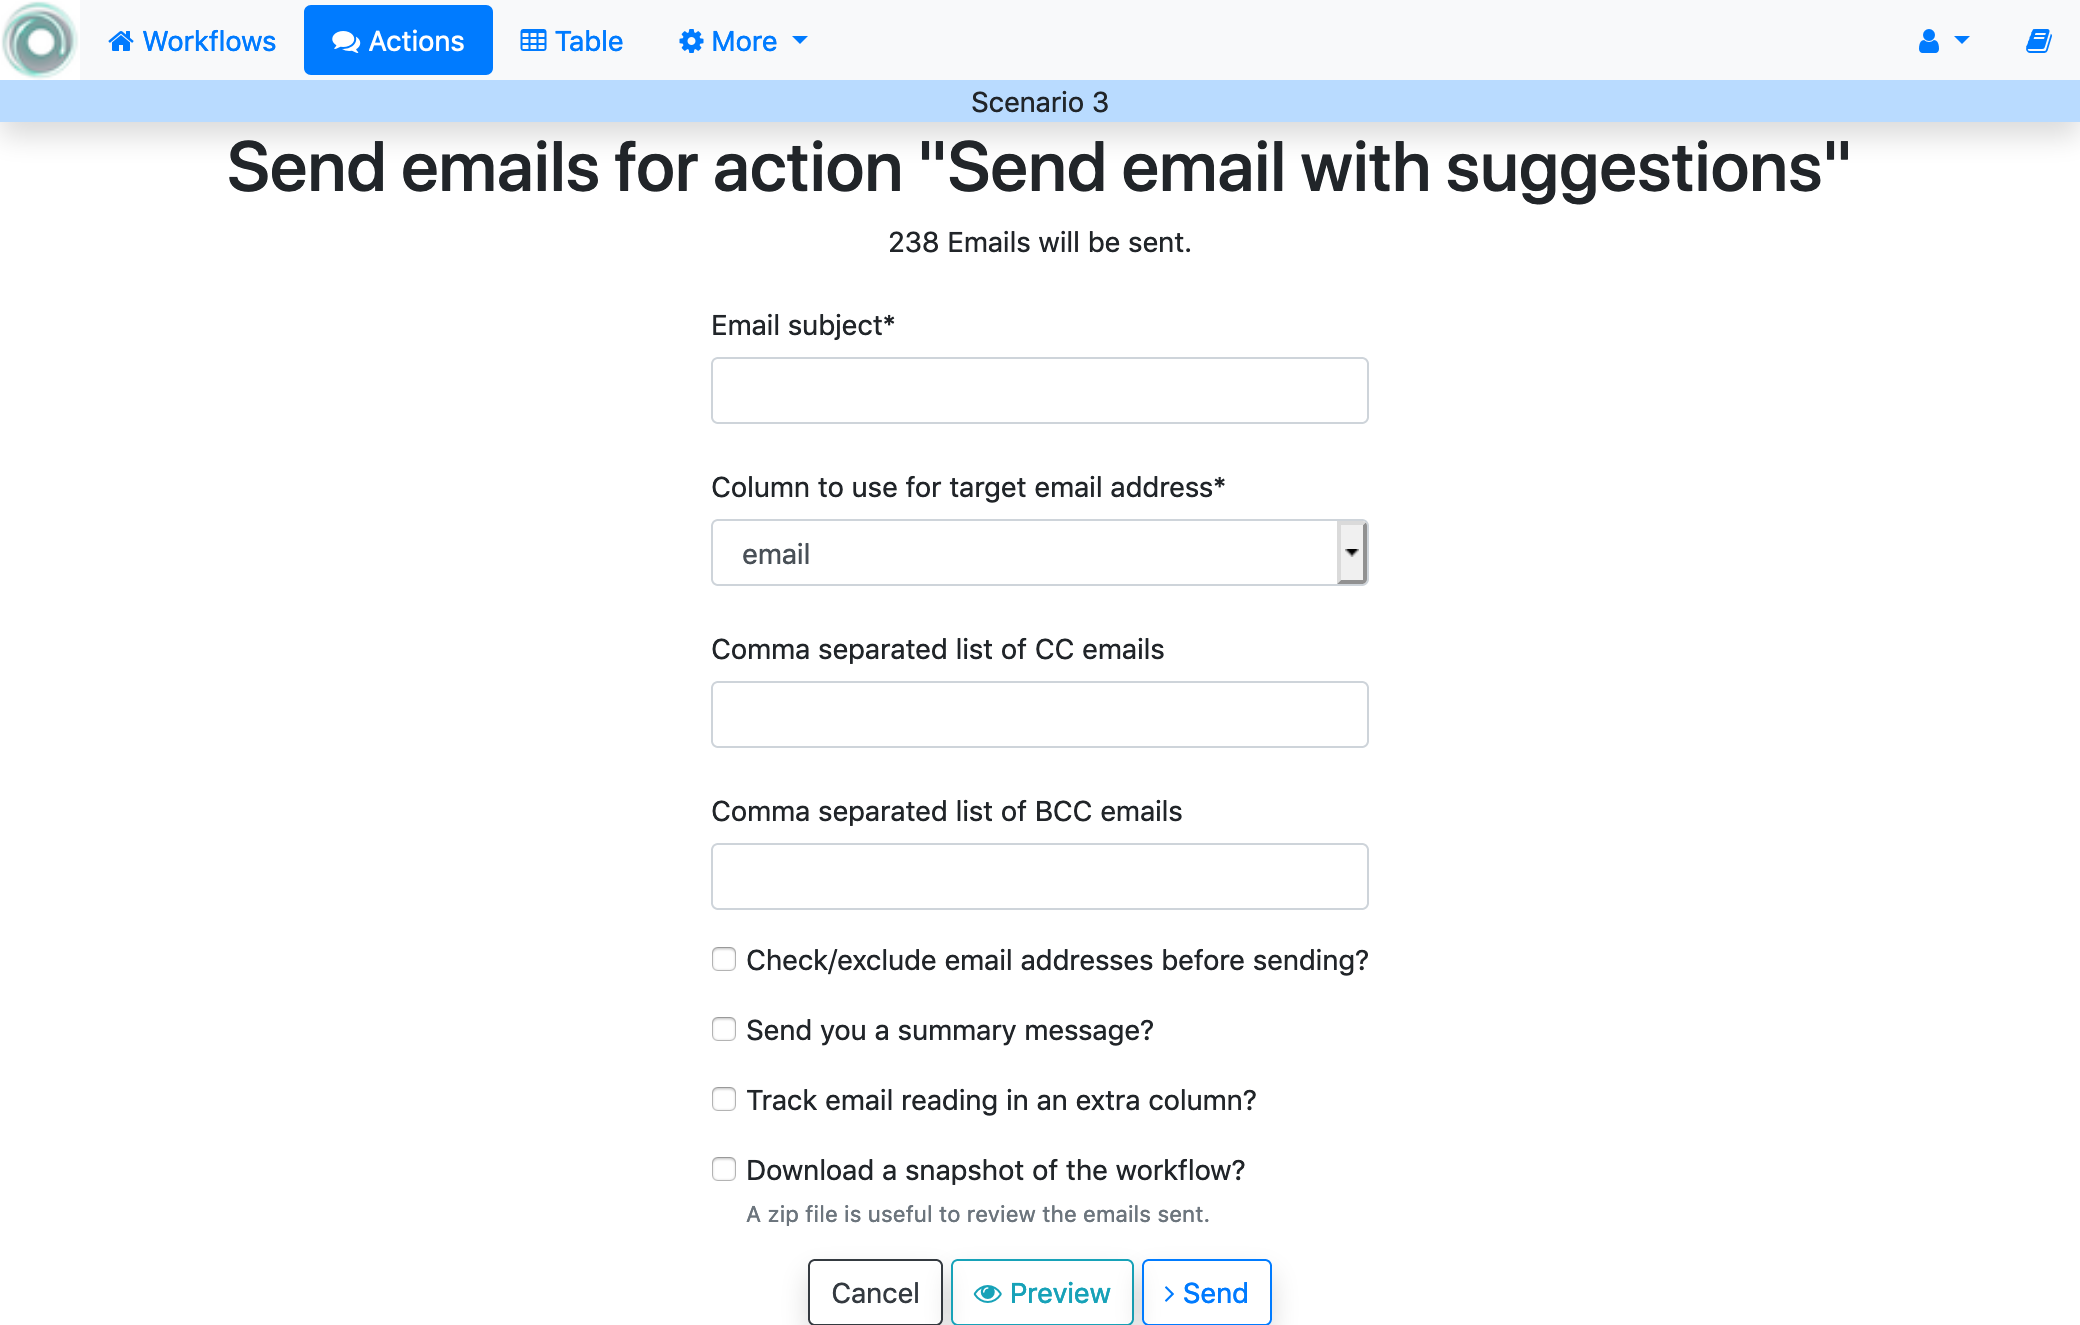 Workflows Actions Table More
Scenario 3
Send emails for action "Send email with suggestions"
238 Emails will be sent.
Email subject*
Column to use for target email address*
email
Comma separated list of CC emails
Comma separated list of BCC emails
Check/exclude email addresses before sending?
Send you a summary message?
Track email reading in an extra column?
Download a snapshot of the workflow?
A zip file is useful to review the emails sent.
Cancel Preview Send